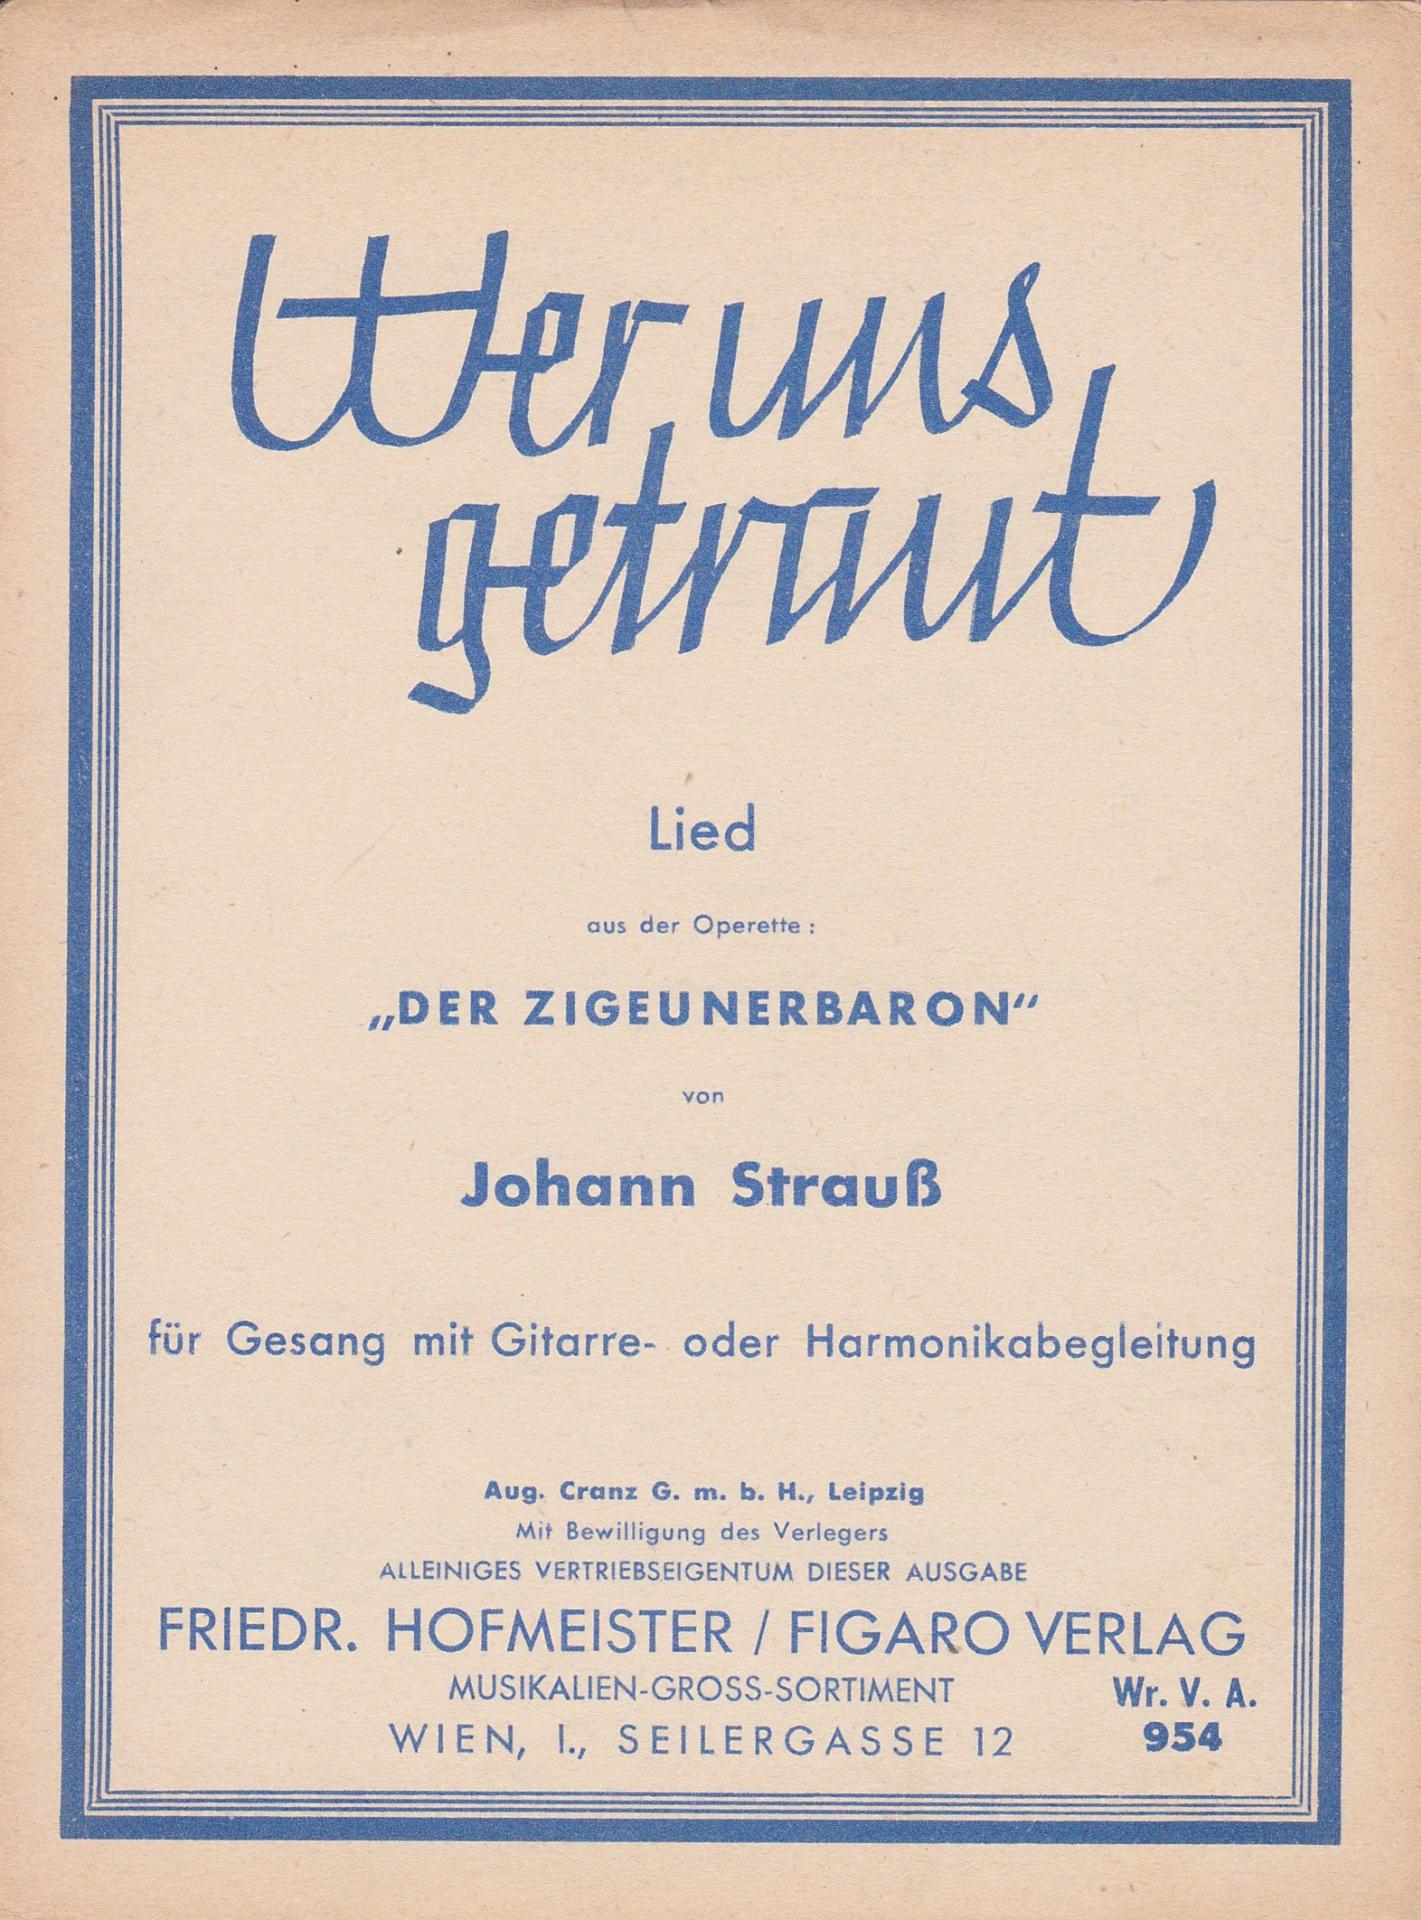 Wer uns
getraut
Lied
aus der Operette:
„DER ZIGEUNERBARON“
von
Johann Strauß
für Gesang mit Gitarre- oder Harmonikabegleitung
Aug. Cranz G. m. b. H., Leipzig
Mit Bewilligung des Verlegers
ALLEINIGES VERTRIEBSEIGENTUM DIESER AUSGABE
FRIEDR. HOFMEISTER / FIGARO VERLAG
MUSIKALIEN-GROSS-SORTIMENT
WIEN, I., SEILERGASSE 12
Wr. V. A.
954